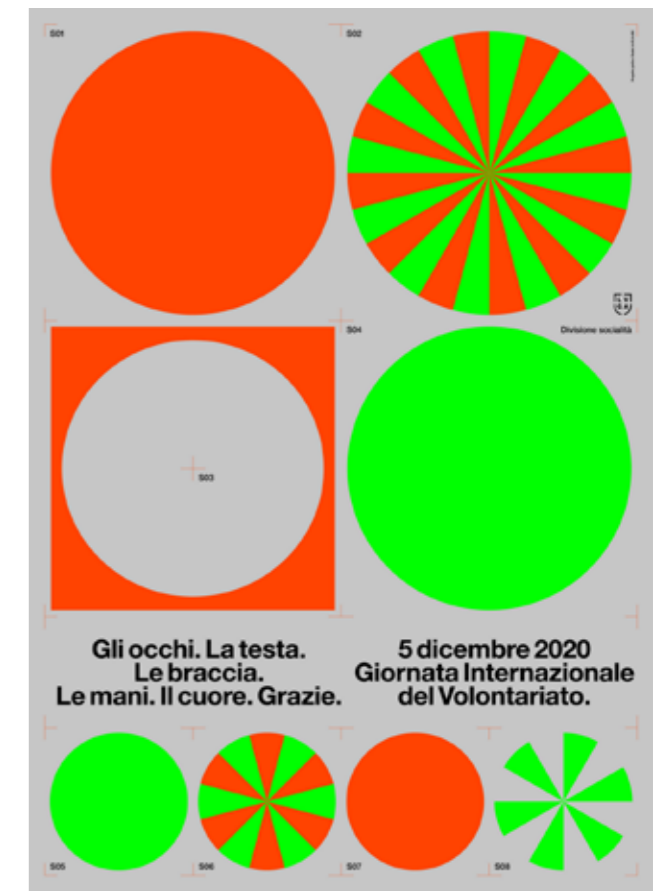 S01
S02
S04
Divisione socialità
S03
Gli occhi. La testa.
Le braccia.
Le mani. Il cuore. Grazie.
5 dicembre 2020
Giornata Internazionale
del Volontariato.
S05
S06
S07
S08